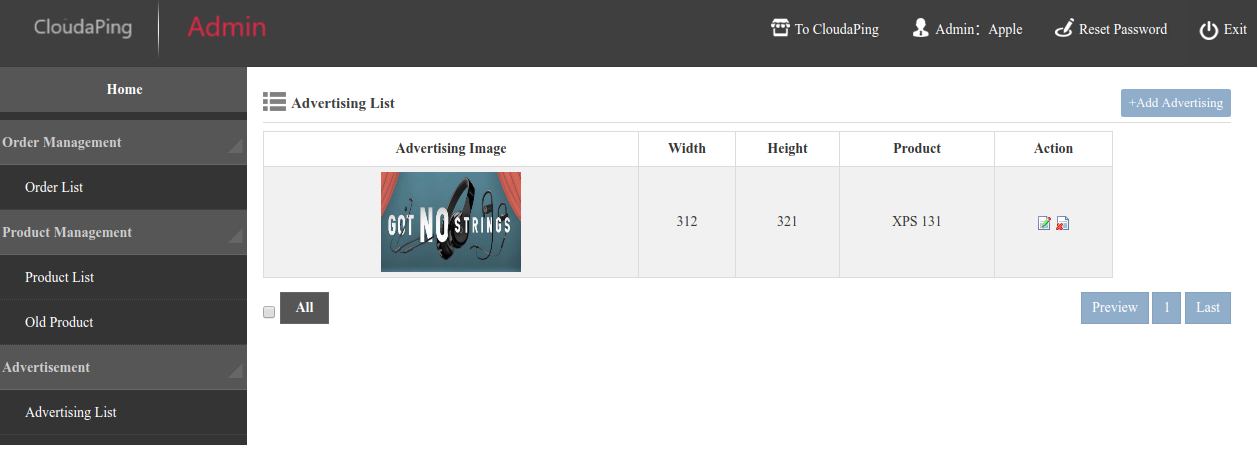 CloudaPing Admin To CloudaPing Admin：Apple Reset Password Exit
Home
Order Management
Order List
Product Management
Product List
Old Product
Advertisement
Advertising List
Advertising List +Add Advertising
Advertising Image Width Height Product Action
GOT NO STRINGS 312 321 XPS 131
All Preview 1 Last